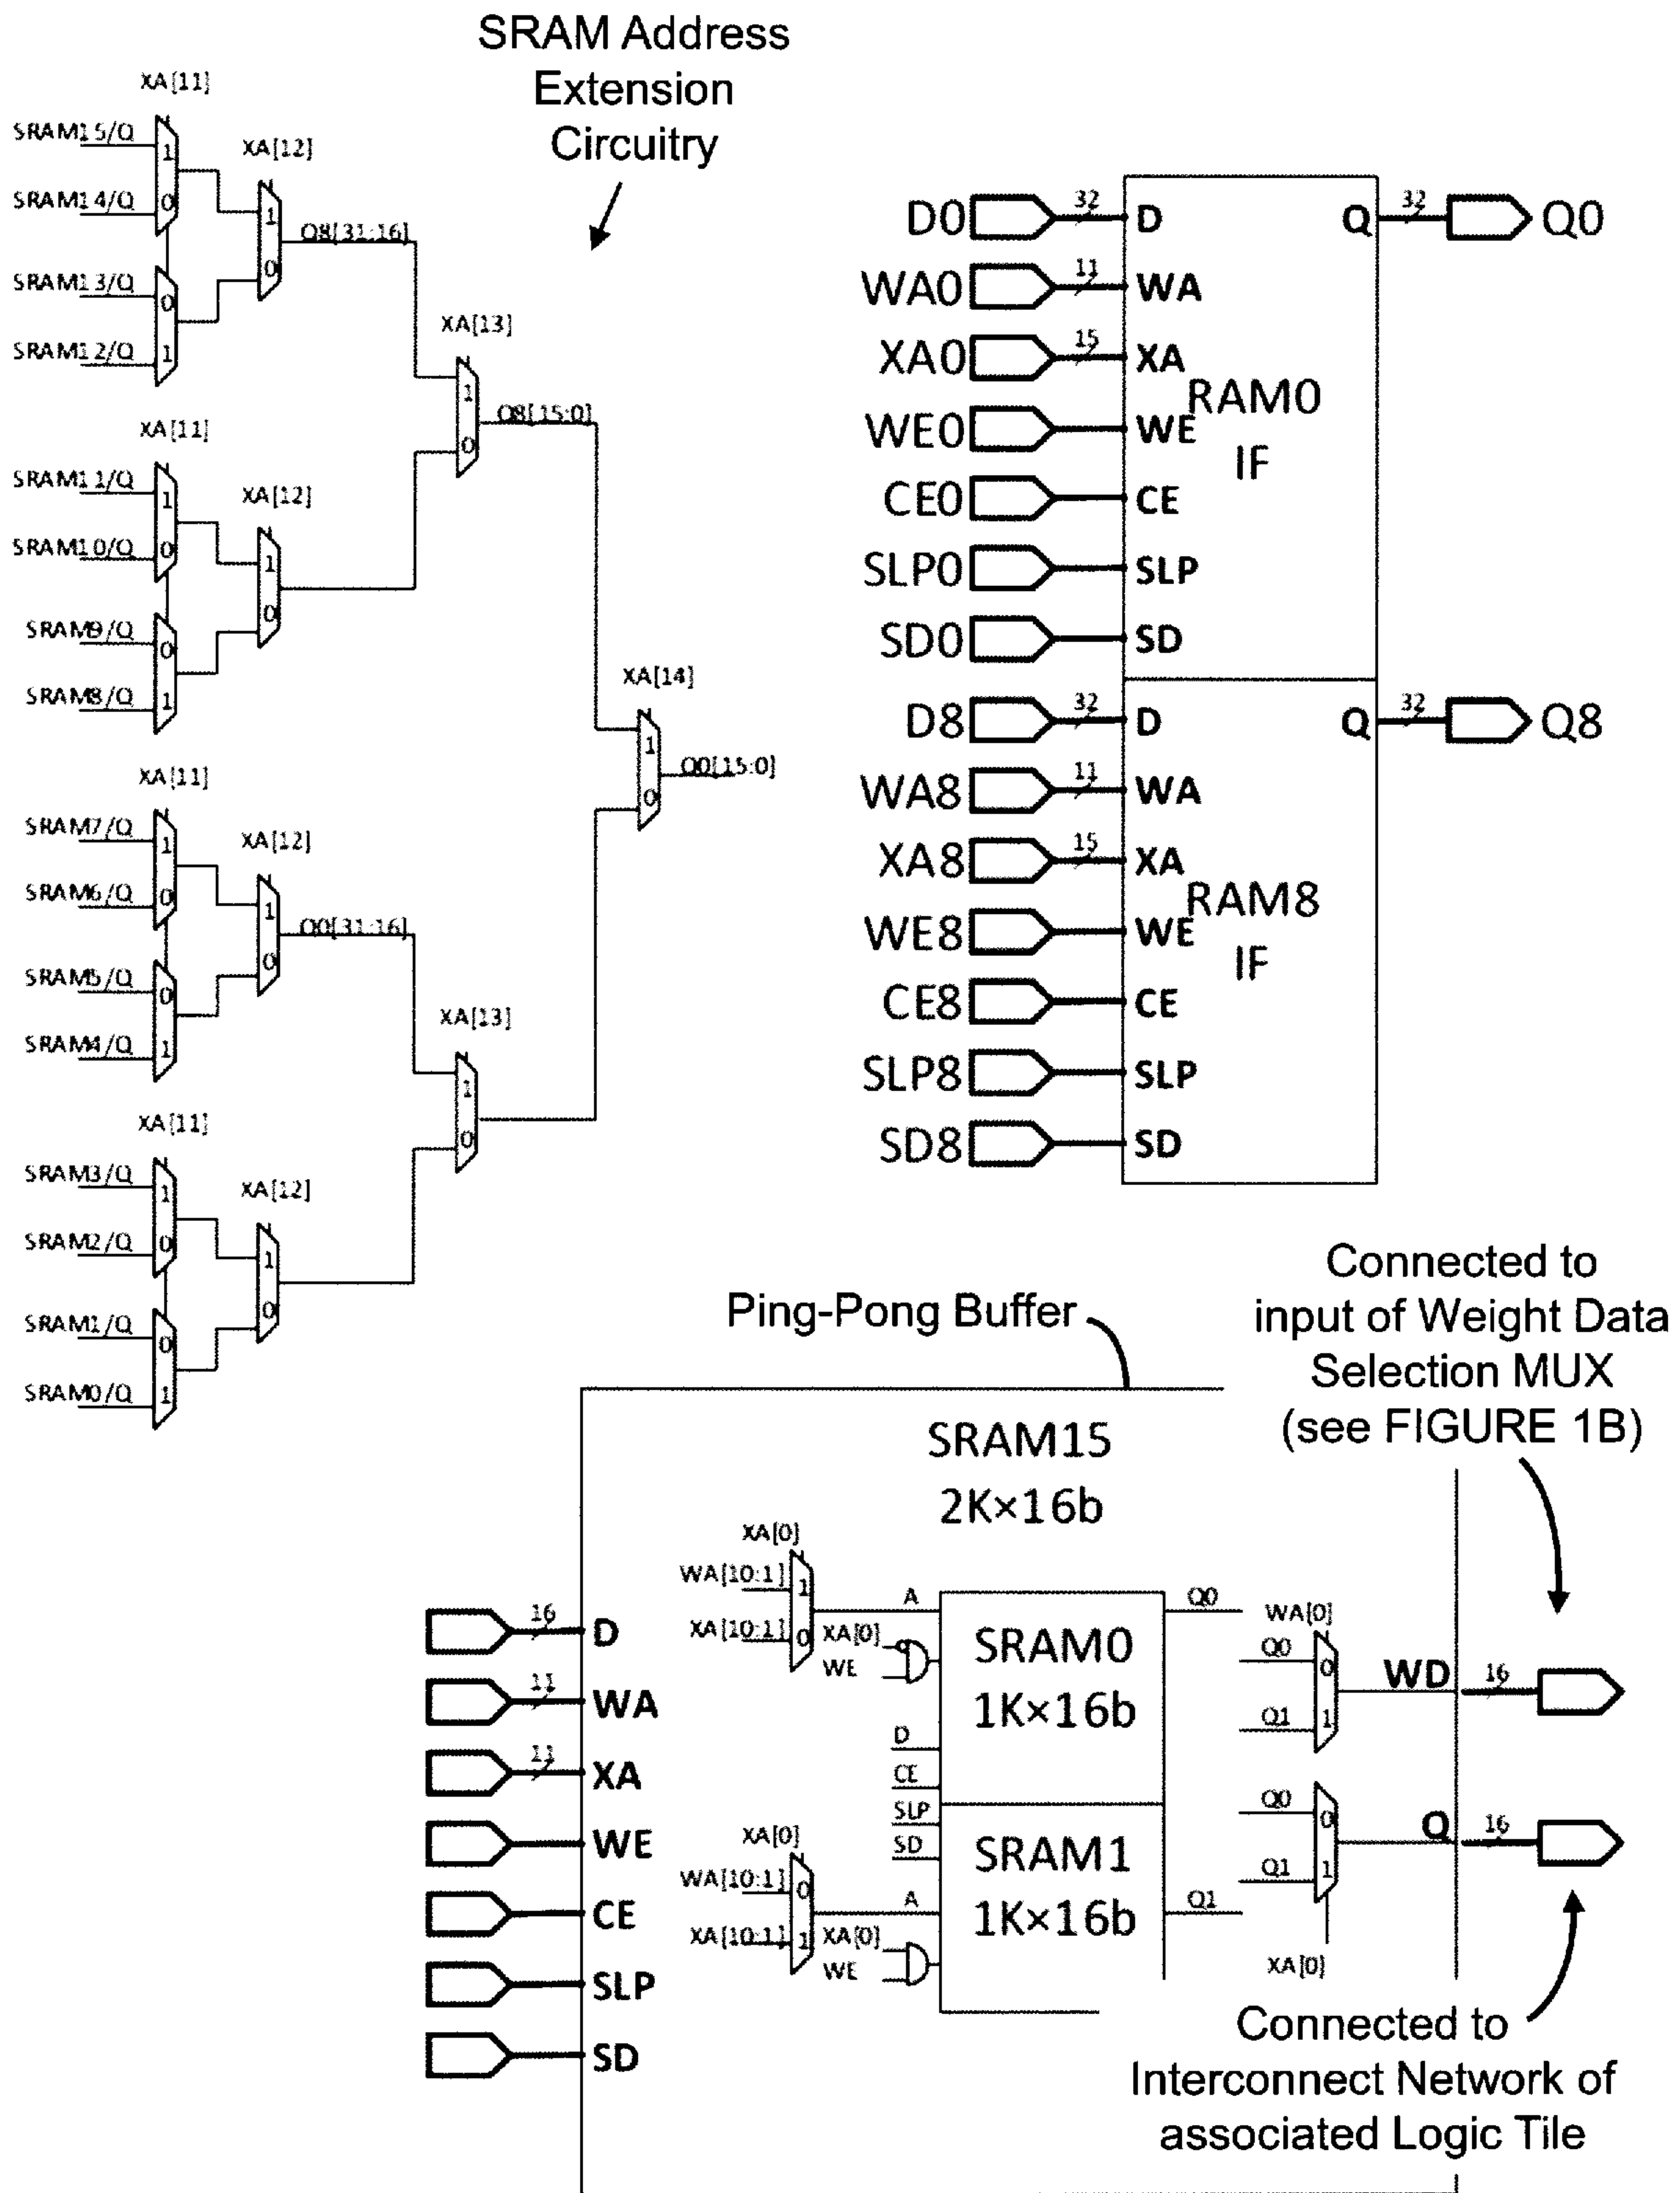 SRAM Address
Extension
Circuitry
XA[11]
SRAM15/Q
1
XA[12]
SRAM14/Q
0
1
Q8[31:16]
SRAM13/Q
0
0
SRAM12/Q
1
XA[13]
1
Q8[15:0]
0
XA[11]
SRAM11/Q
1
XA[12]
SRAM10/Q
0
1
SRAM9/Q
0
0
SRAM8/Q
1
XA[14]
1
Q0[15:0]
0
XA[11]
SRAM7/Q
1
XA[12]
SRAM6/Q
0
1
Q0[31:16]
SRAM5/Q
0
0
SRAM4/Q
1
XA[13]
1
0
XA[11]
SRAM3/Q
1
XA[12]
SRAM2/Q
0
1
SRAM1/Q
0
0
SRAM0/Q
1
D0 32 D Q 32 Q0
WA0 11 WA
XA0 15 XA
RAM0
WE0 WE
IF
CE0 CE
SLP0 SLP
SD0 SD
D8 32 D Q 32 Q8
WA8 11 WA
XA8 15 XA
RAM8
WE8 WE
IF
CE8 CE
SLP8 SLP
SD8 SD
Connected to
input of Weight Data
Selection MUX
(see FIGURE 1B)
Ping-Pong Buffer
SRAM15
2K×16b
16 D
11 WA
11 XA
WE
CE
SLP
SD
XA[0]
WA[10:1] 1
XA[10:1] 0
A
XA[0]
WE
SRAM0
1K×16b
D
CE
SLP
SD
SRAM1
1K×16b
XA[0]
WA[10:1] 0
XA[10:1] 1
A
XA[0]
WE
Q0
Q1
WA[0]
Q0 0
Q1 1
WD 16
Q0 0
Q1 1
Q 16
XA[0]
Connected to
Interconnect Network of
associated Logic Tile